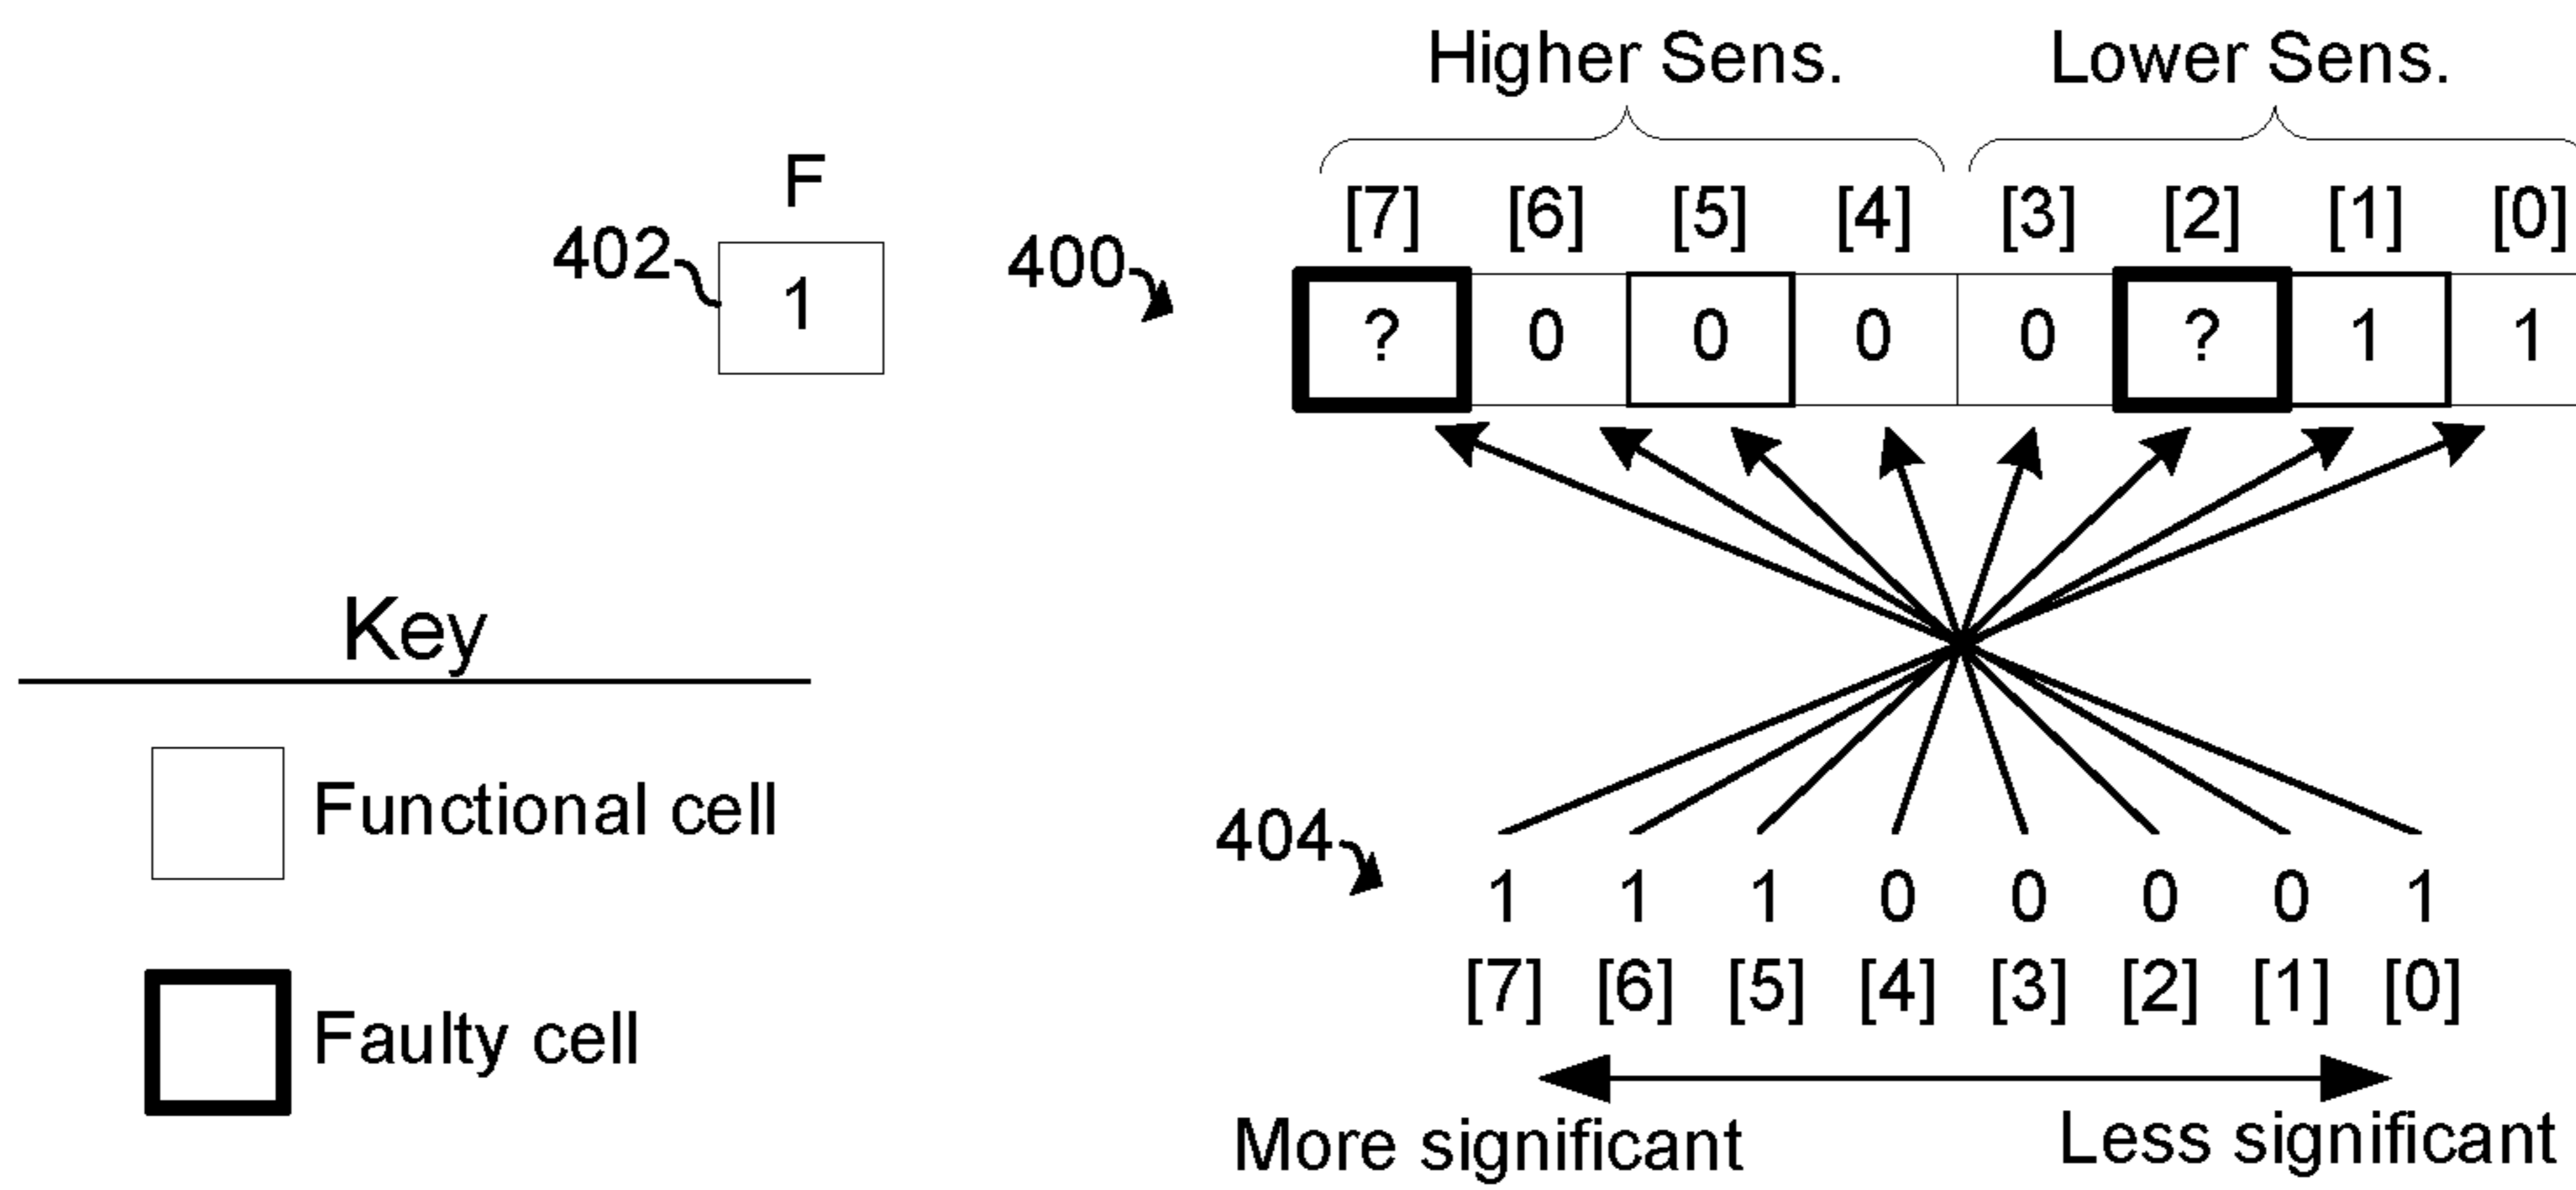 Higher Sens. Lower Sens.
F
402
400
[7] [6] [5] [4] [3] [2] [1] [0]
1
? 0 0 0 0 ? 1 1
Key
Functional cell
Faulty cell
404
1 1 1 0 0 0 0 1
[7] [6] [5] [4] [3] [2] [1] [0]
More significant Less significant